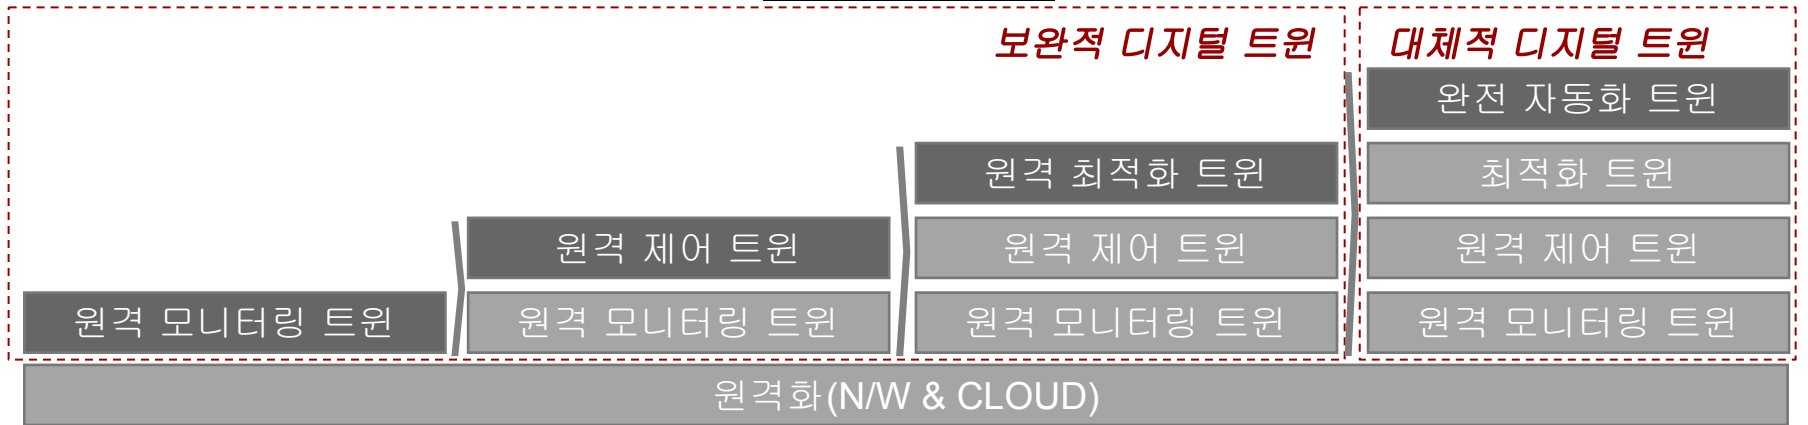 보완적 디지털 트윈
대체적 디지털 트윈
완전 자동화 트윈
원격 최적화 트윈
최적화 트윈
원격 제어 트윈
원격 제어 트윈
원격 제어 트윈
원격 모니터링 트윈
원격 모니터링 트윈
원격 모니터링 트윈
원격 모니터링 트윈
원격화(N/W & CLOUD)